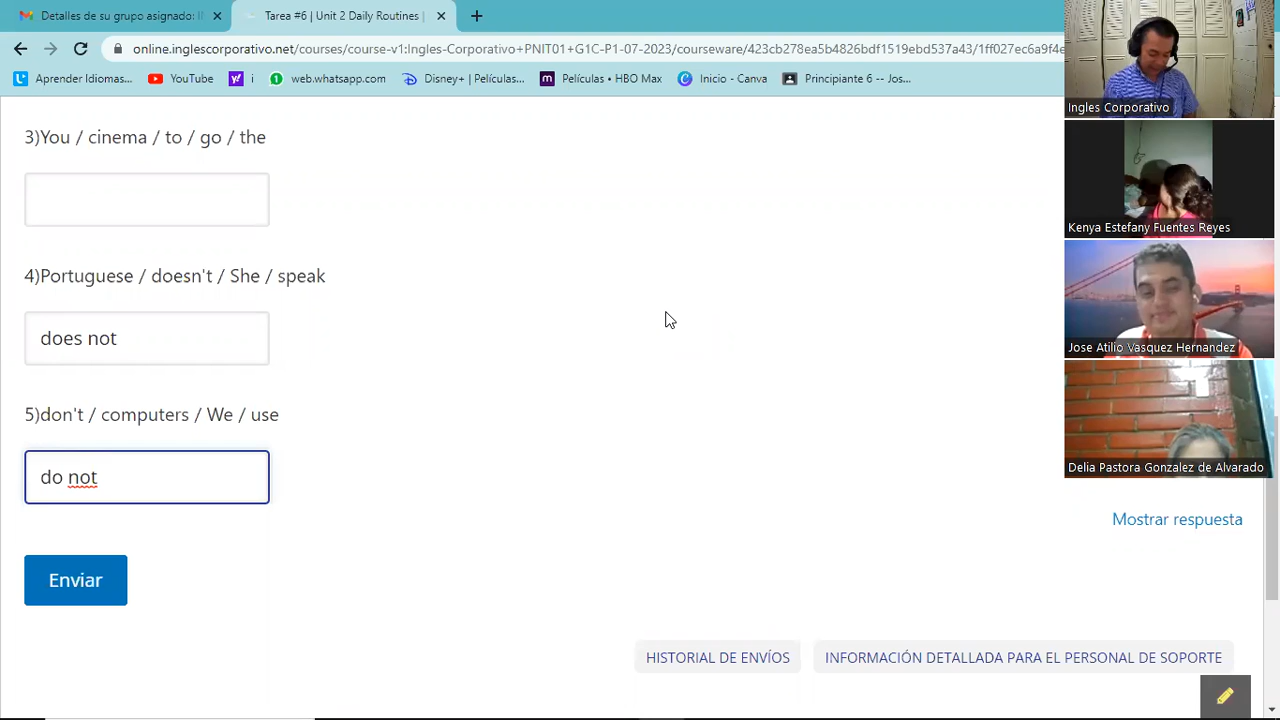 Detalles de su grupo asignado: I
Tarea #6 | Unit 2 Daily Routines |
online.inglescorporativo.net/courses/course-v1:Ingles-Corporativo+PNIT01+G1C-P1-07-2023/courseware/423cb275ea5b4826bdf1519ebd537a43/1ff027ec6a9f4e
Aprender Idiomas...
YouTube
i
web.whatsapp.com
Disney+ | Películas...
Películas • HBO Max
Inicio - Canva
Principiante 6 -- Jos...
3)You / cinema / to / go / the
4)Portuguese / doesn't / She / speak
does not
5)don't / computers / We / use
do not
Mostrar respuesta
Enviar
HISTORIAL DE ENVÍOS
INFORMACIÓN DETALLADA PARA EL PERSONAL DE SOPORTE
Ingles Corporativo
Kenya Estefany Fuentes Reyes
Jose Atilio Vasquez Hernandez
Delia Pastora Gonzalez de Alvarado